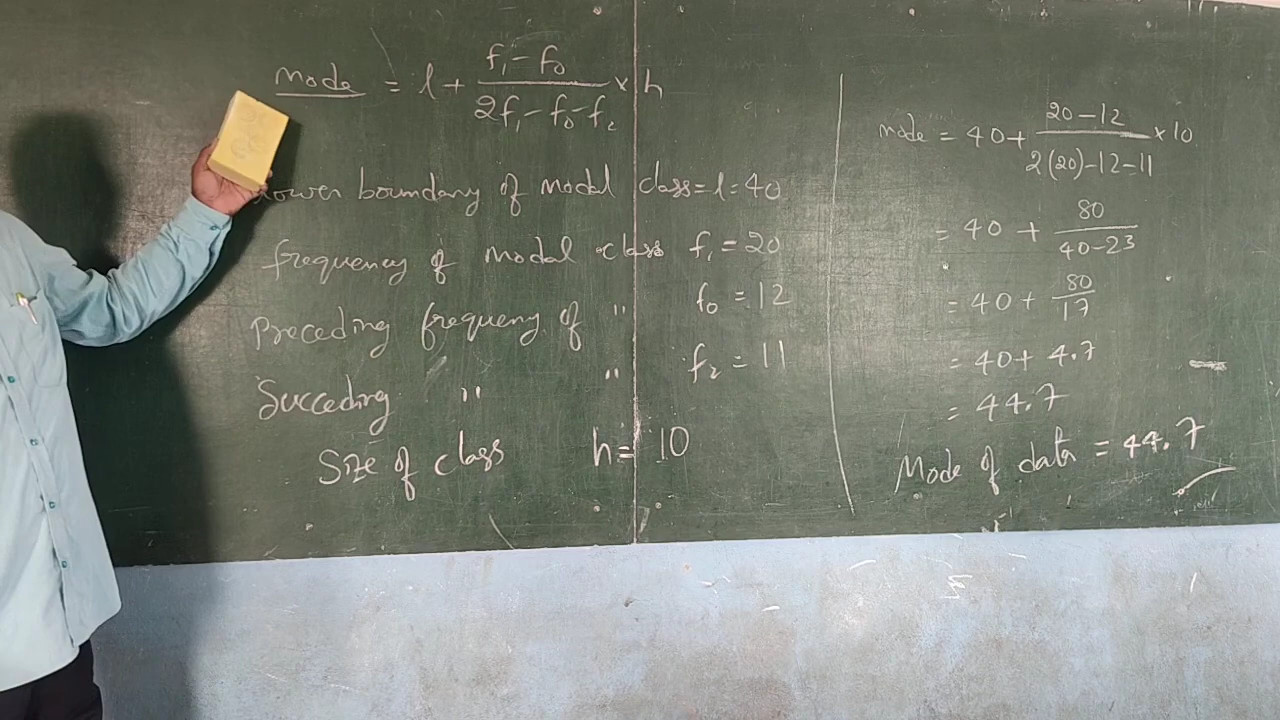 Mode = l + (f₁ - f₀)/(2f₁ - f₀ - f₂) × h
Lower boundary of modal class = l = 40
frequency of modal class f₁ = 20
Preceding frequency of " f₀ = 12
Succeding " " f₂ = 11
Size of class h = 10
mode = 40 + (20 - 12)/(2(20) - 12 - 11) × 10
= 40 + 80/(40 - 23)
= 40 + 80/17
= 40 + 4.7
= 44.7
Mode of data = 44.7